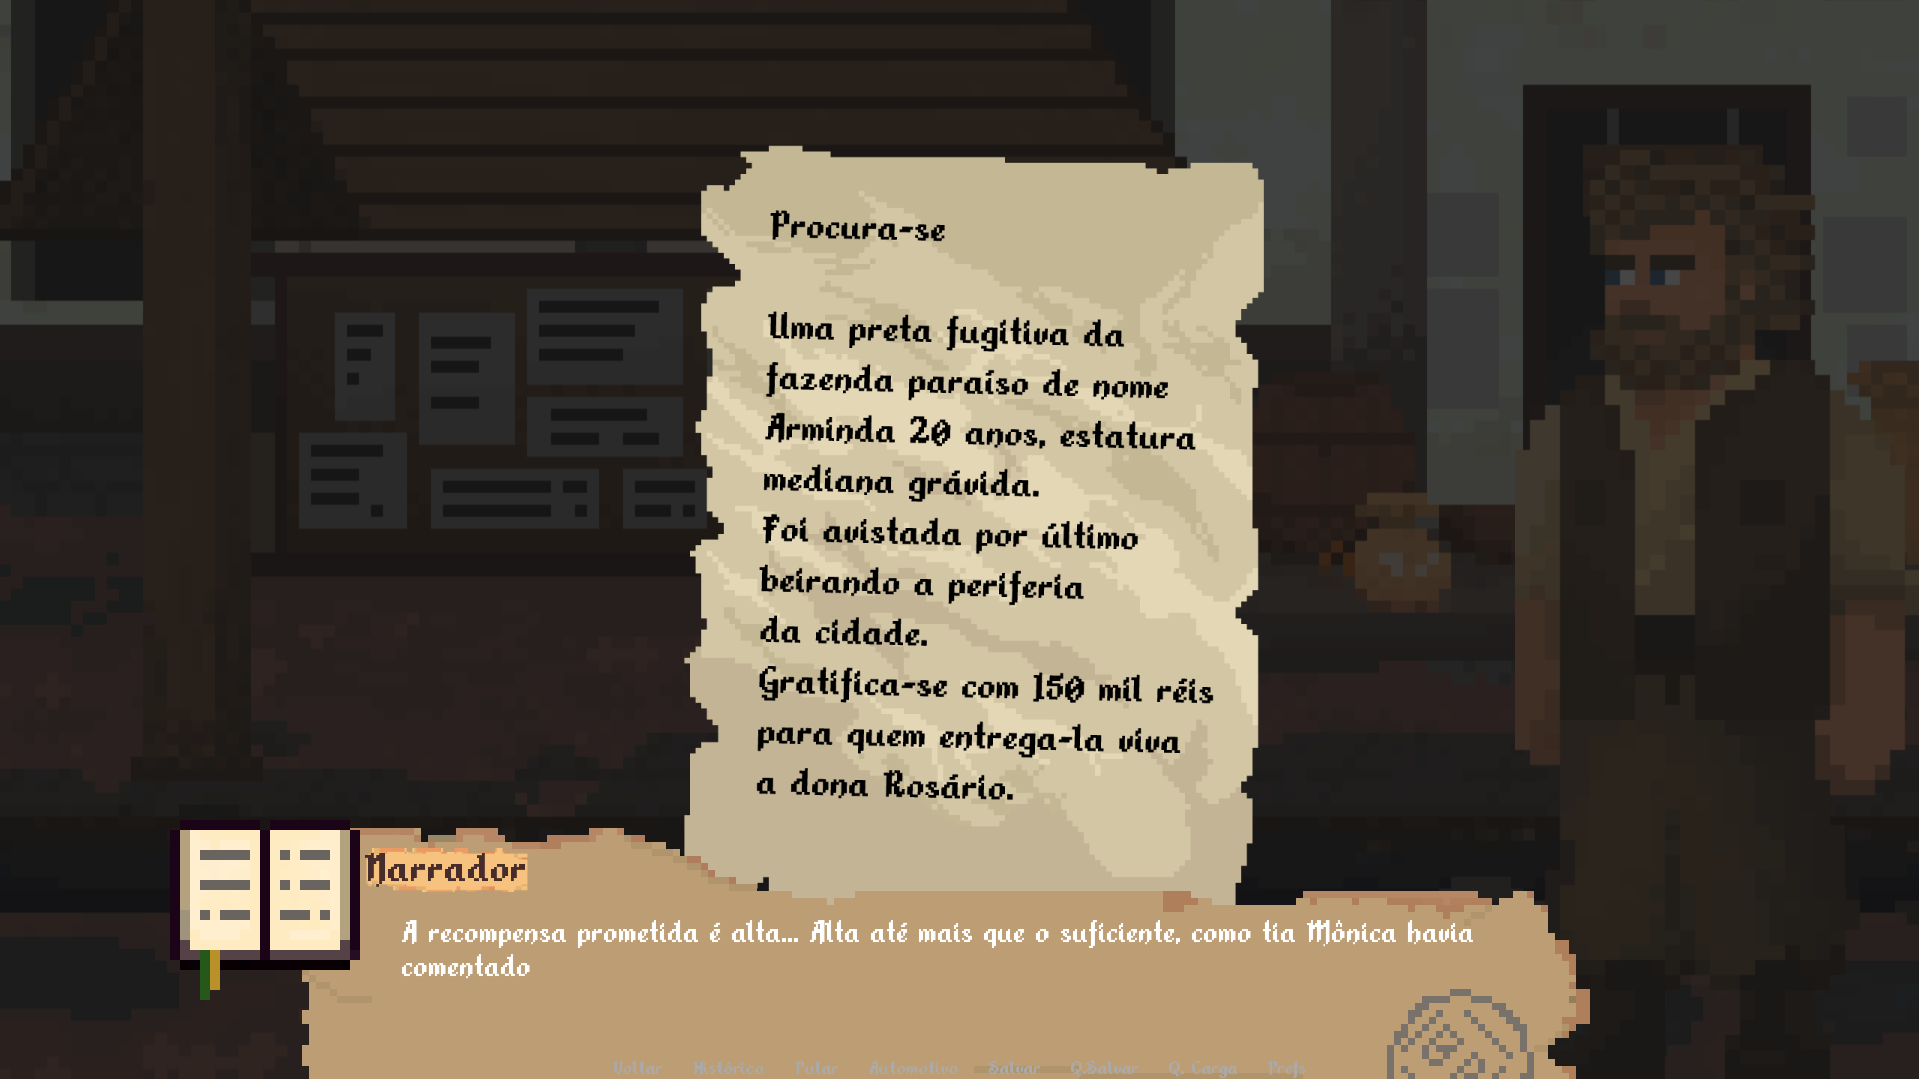 Procura-se
Uma preta fugitiva da
fazenda paraíso de nome
Arminda 20 anos, estatura
mediana grávida.
Foi avistada por último
beirando a periferia
da cidade.
Gratifica-se com 150 mil réis
para quem entrega-la viva
a dona Rosário.
Narrador
A recompensa prometida é alta... Alta até mais que o suficiente, como tia Mônica havia
comentado
Voltar Histórico Pular Automotivo Salvar Q.Salvar Q. Carga Prefs